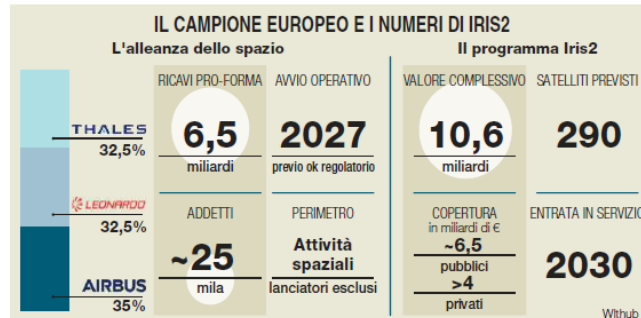 IL CAMPIONE EUROPEO E I NUMERI DI IRIS2
L'alleanza dello spazio
THALES
32,5%
LEONARDO
32,5%
AIRBUS
35%
RICAVI PRO-FORMA
6,5
miliardi
AVVIO OPERATIVO
2027
previo ok regolatorio
ADDETTI
~25
mila
PERIMETRO
Attività
spaziali
lanciatori esclusi
Il programma Iris2
VALORE COMPLESSIVO
10,6
miliardi
SATELLITI PREVISTI
290
COPERTURA
in miliardi di €
~6,5
pubblici
>4
privati
ENTRATA IN SERVIZIO
2030
Withub